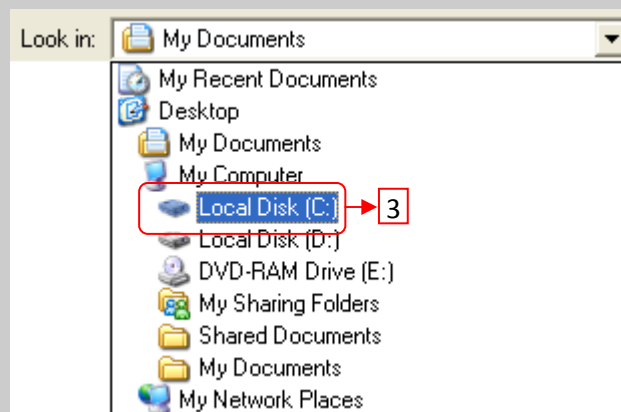 Look in: My Documents
My Recent Documents
Desktop
My Documents
My Computer
Local Disk (C:) 3
Local Disk (D:)
DVD-RAM Drive (E:)
My Sharing Folders
Shared Documents
My Documents
My Network Places